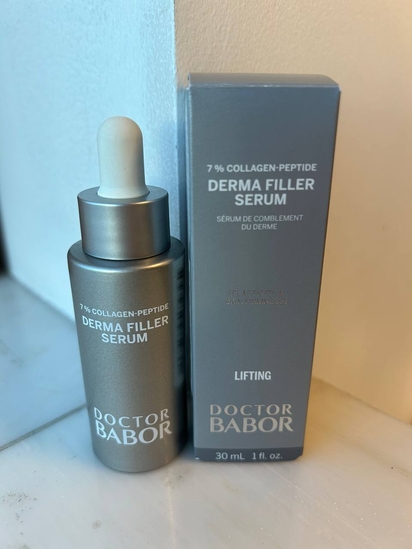 7 % COLLAGEN-PEPTIDE
DERMA FILLER
SERUM
DOCTOR
BABOR
7 % COLLAGEN-PEPTIDE
DERMA FILLER
SERUM
SÉRUM DE COMBLEMENT
DU DERME
LIFTING
DOCTOR
BABOR
30 mL 1 fl. oz.